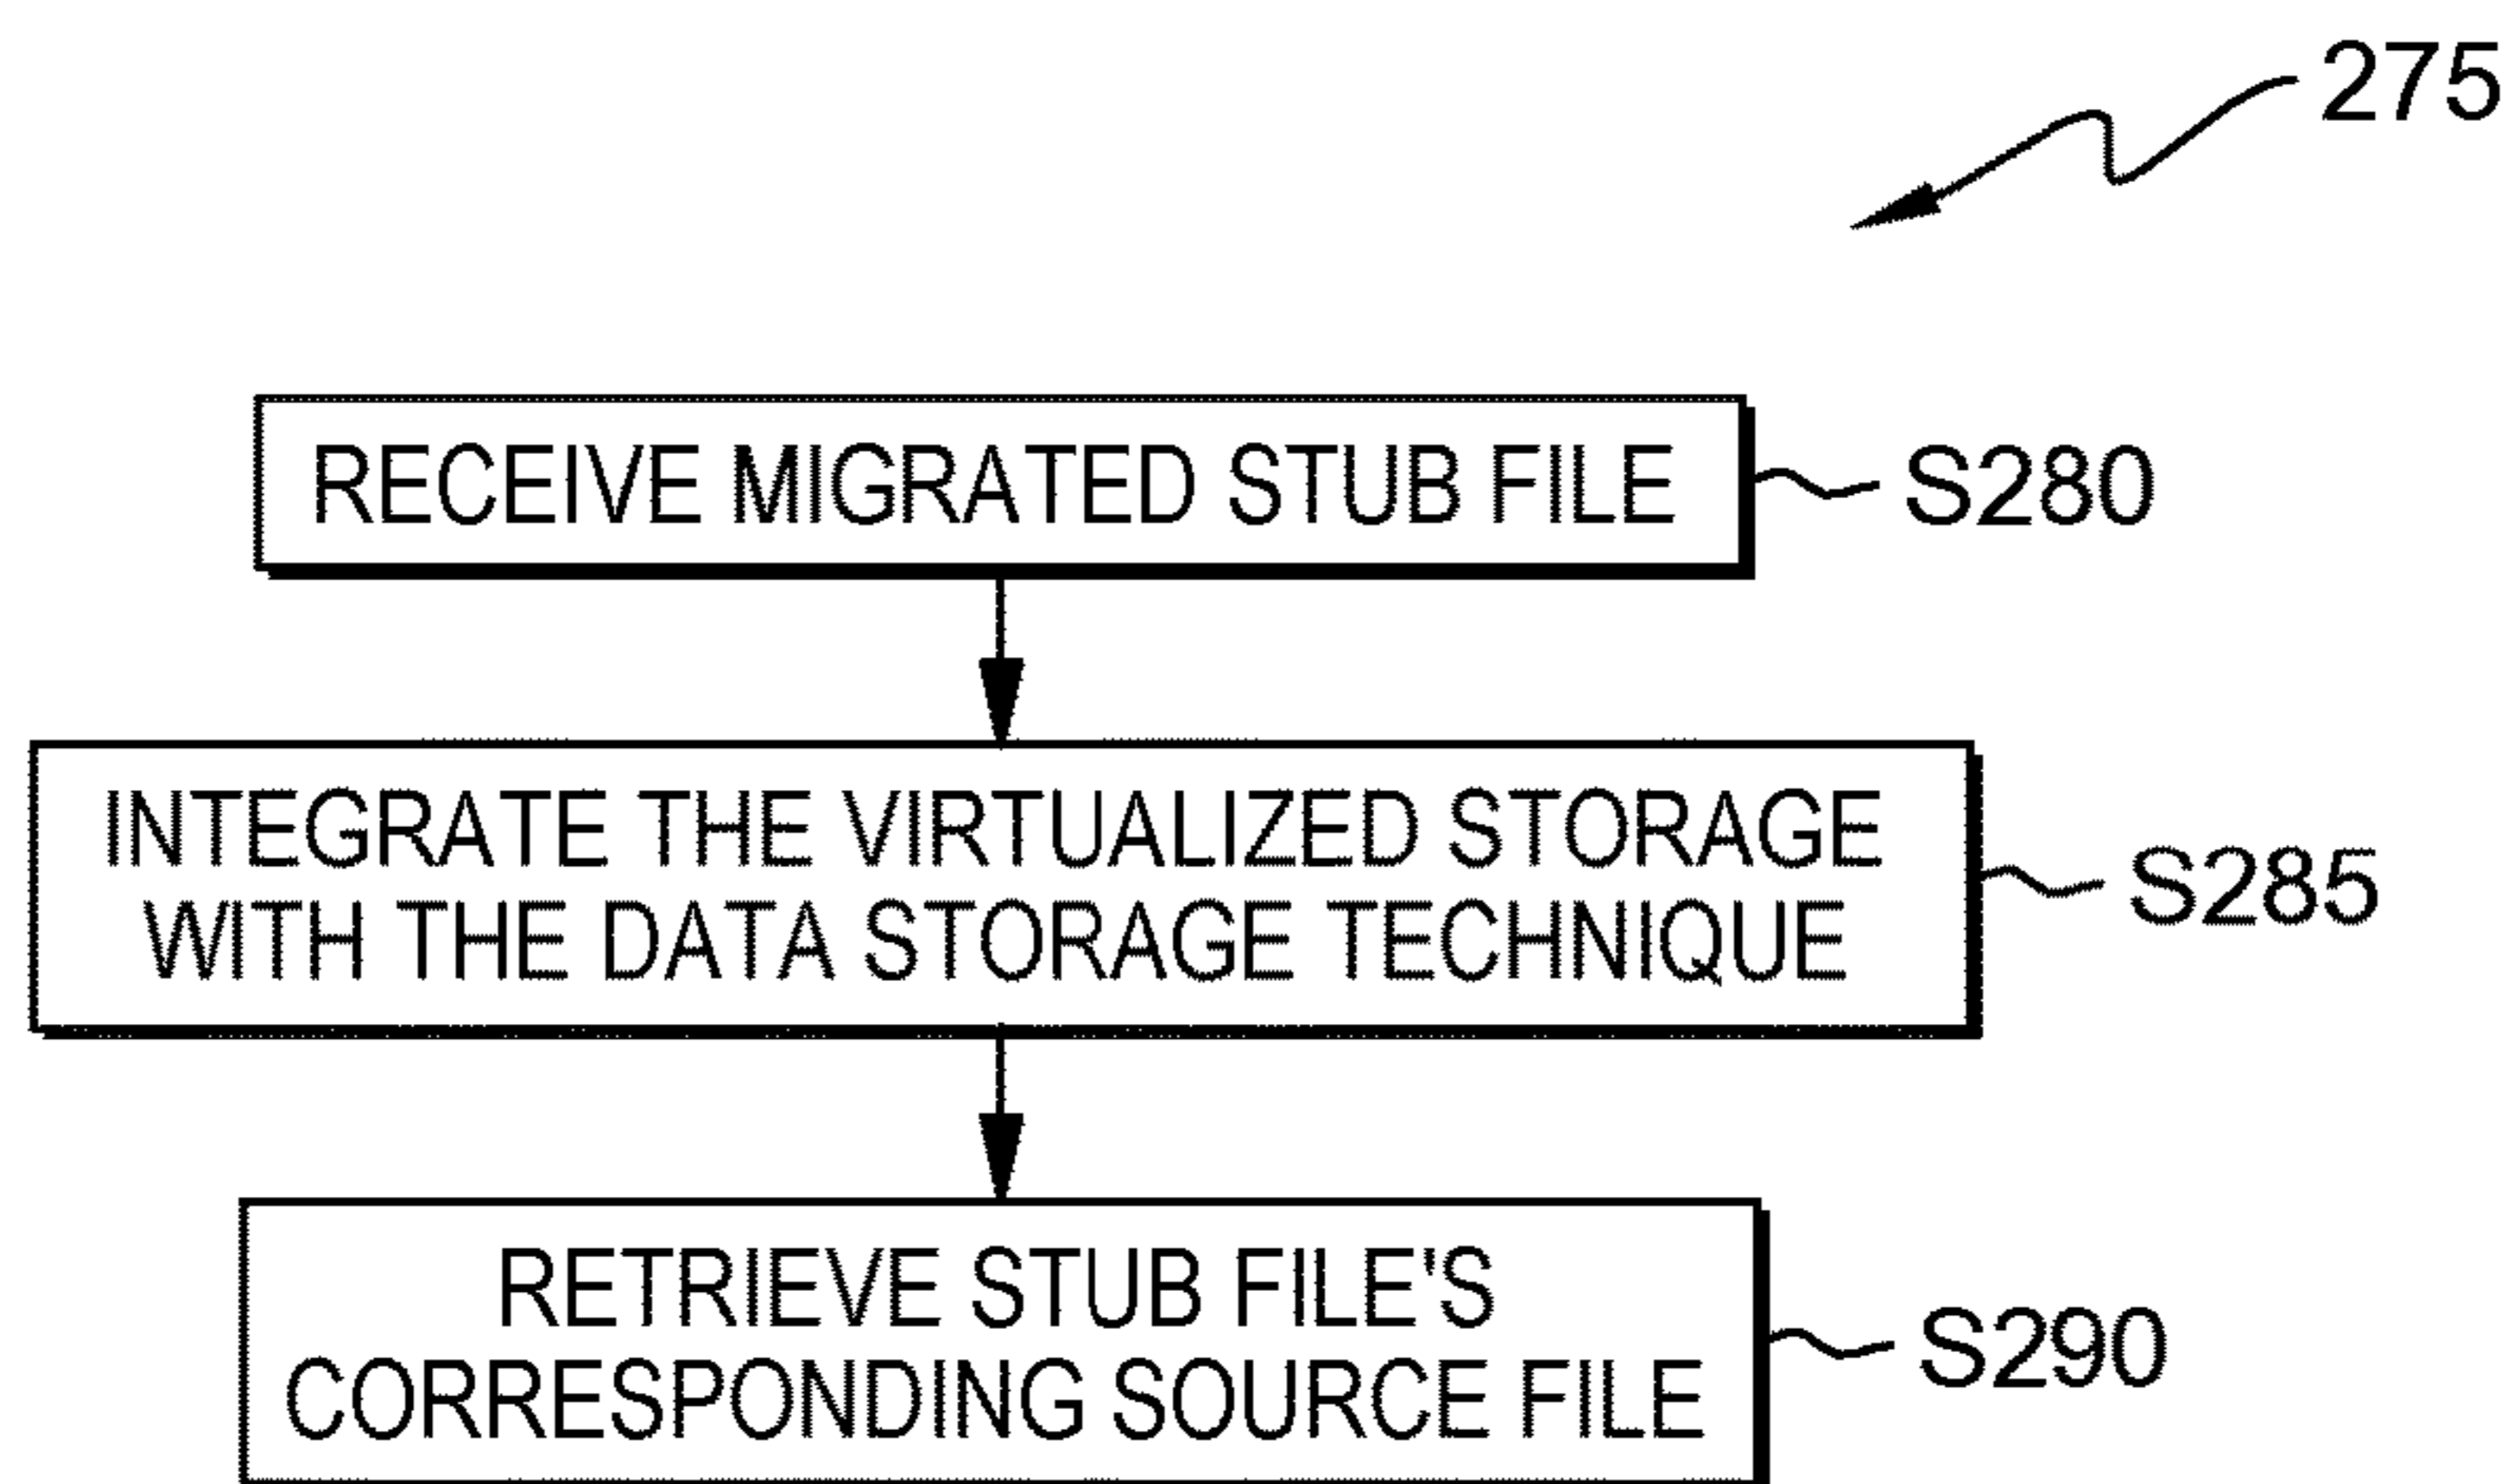 275
RECEIVE MIGRATED STUB FILE
S280
INTEGRATE THE VIRTUALIZED STORAGE
WITH THE DATA STORAGE TECHNIQUE
S285
RETRIEVE STUB FILE'S
CORRESPONDING SOURCE FILE
S290